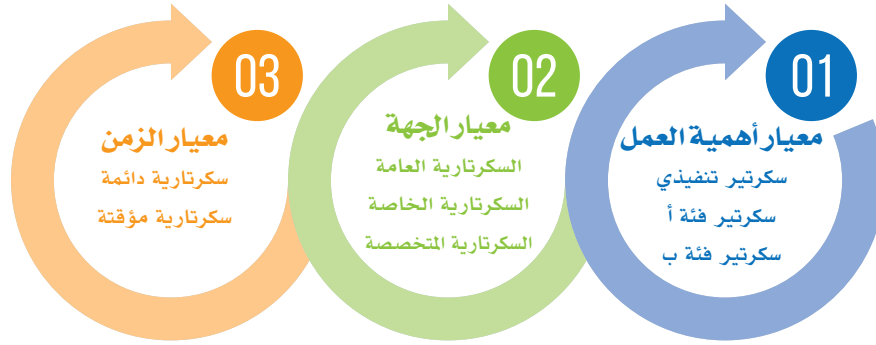 01
معيار أهمية العمل
سكرتير تنفيذي
سكرتير فئة أ
سكرتير فئة ب
02
معيار الجهة
السكرتارية العامة
السكرتارية الخاصة
السكرتارية المتخصصة
03
معيار الزمن
سكرتارية دائمة
سكرتارية مؤقتة